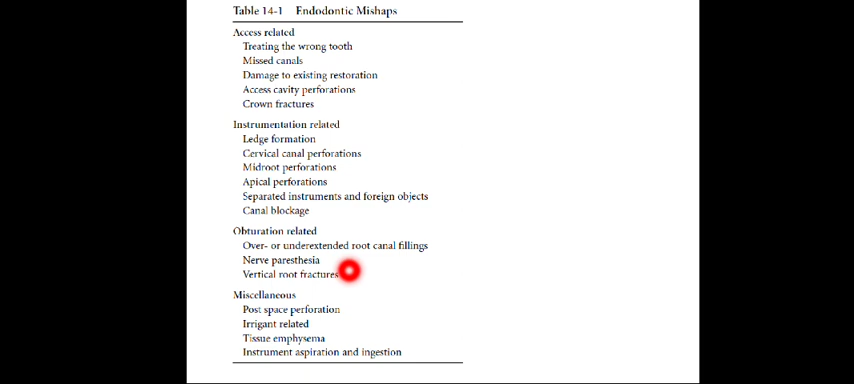 Table 14-1 Endodontic Mishaps
Access related
Treating the wrong tooth
Missed canals
Damage to existing restoration
Access cavity perforations
Crown fractures
Instrumentation related
Ledge formation
Cervical canal perforations
Midroot perforations
Apical perforations
Separated instruments and foreign objects
Canal blockage
Obturation related
Over- or underextended root canal fillings
Nerve paresthesia
Vertical root fractures
Miscellaneous
Post space perforation
Irrigant related
Tissue emphysema
Instrument aspiration and ingestion